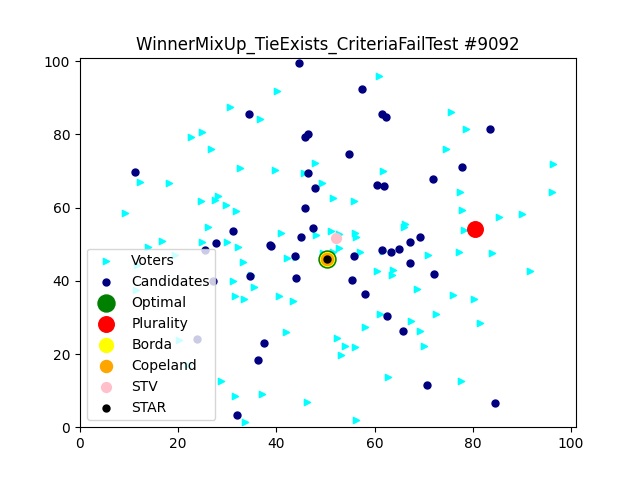 WinnerMixUp_TieExists_CriteriaFailTest #9092
100
80
60
40
20
0
Voters
Candidates
Optimal
Plurality
Borda
Copeland
STV
STAR
0 20 40 60 80 100